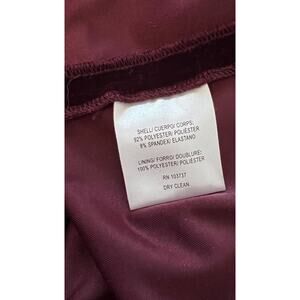 SHELL/ CUERPO/ CORPS:
92% POLYESTER/ POLIÉSTER
8% SPANDEX/ ELASTANO
LINING/ FORRO/ DOUBLURE:
100% POLYESTER/ POLIÉSTER
RN 103737
DRY CLEAN